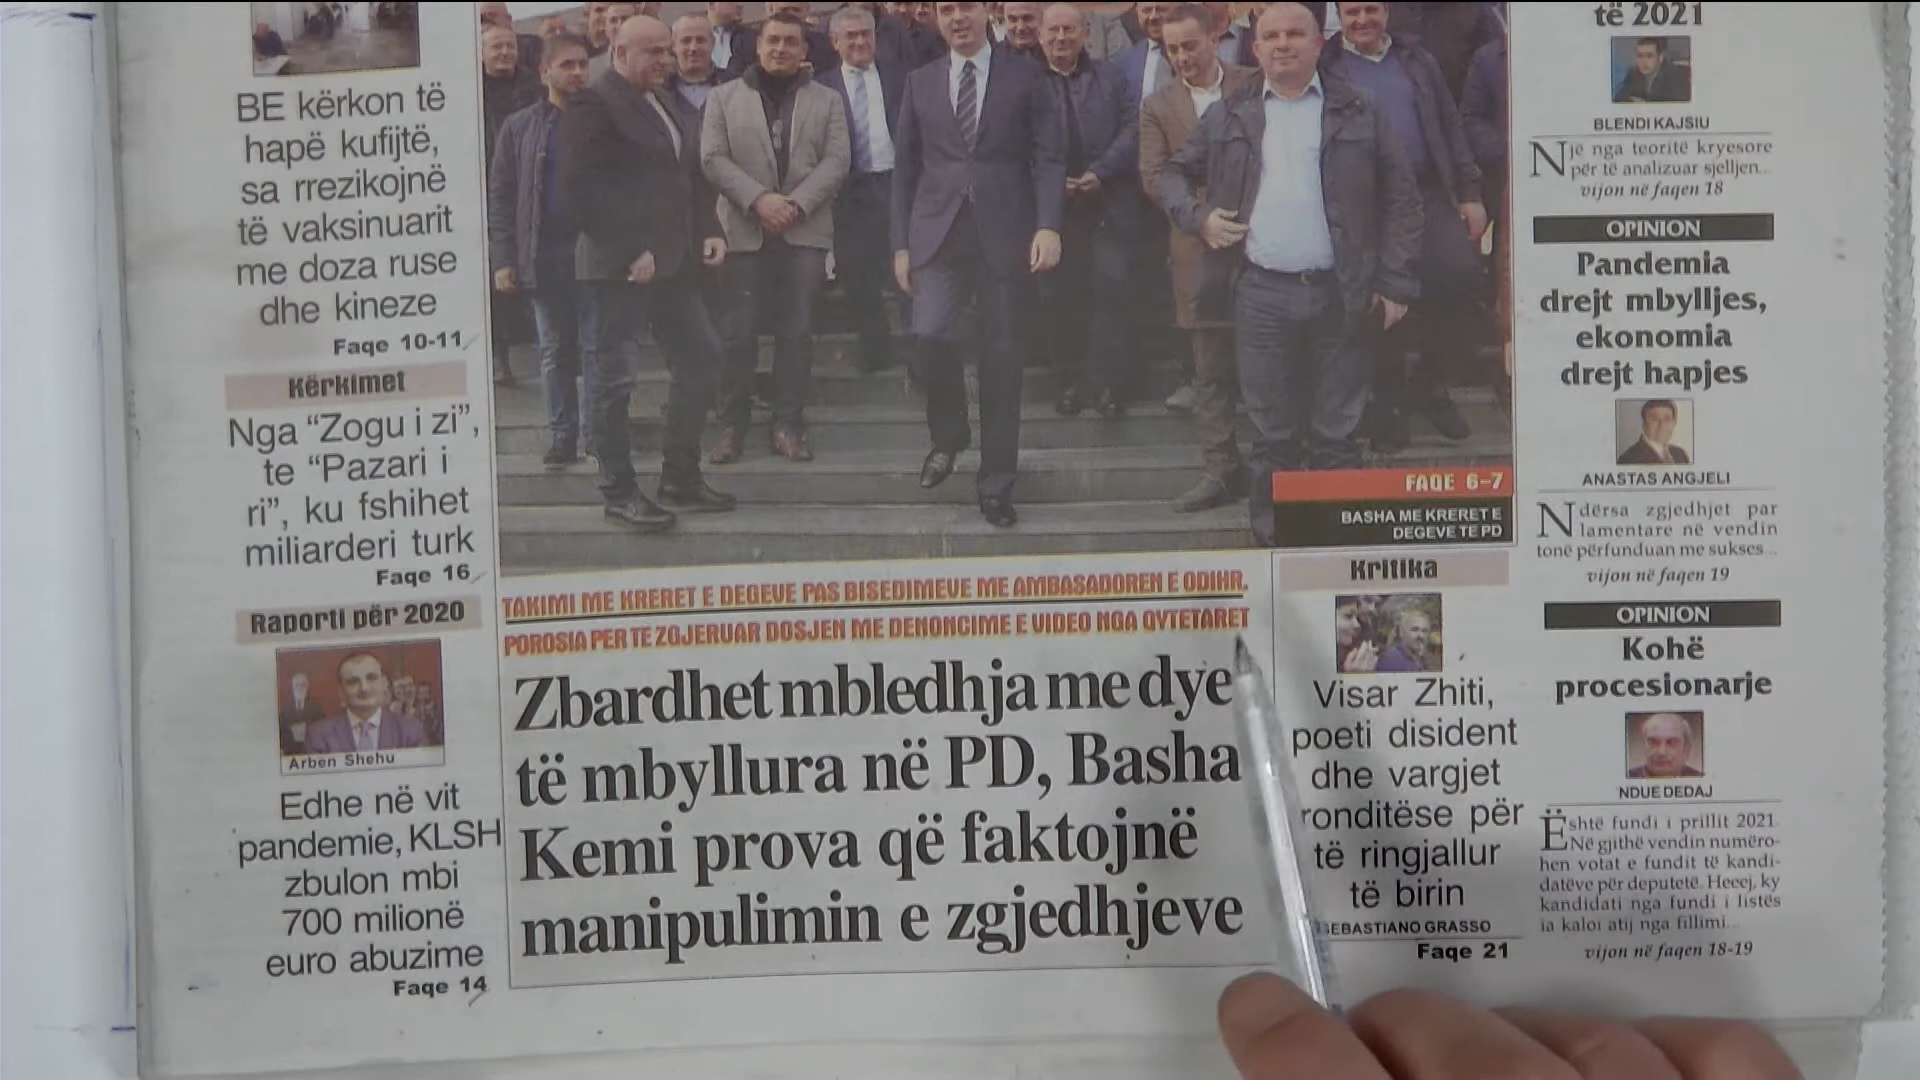 BE kërkon të
hapë kufijtë,
sa rrezikojnë
të vaksinuarit
me doza ruse
dhe kineze
Faqe 10-11
Kërkimet
Nga “Zogu i zi”,
te “Pazari i
ri”, ku fshihet
miliarderi turk
Faqe 16
Raporti për 2020
Arben Shehu
Edhe në vit
pandemie, KLSH
zbulon mbi
700 milionë
euro abuzime
Faqe 14
FAQE 6-7
BASHA ME KRERET E
DEGEVE TE PD
TAKIMI ME KRERET E DEGEVE PAS BISEDIMEVE ME AMBASADOREN E ODIHR.
POROSIA PER TE ZGJERUAR DOSJEN ME DENONCIME E VIDEO NGA QYTETARET
Zbardhet mbledhja me dye
të mbyllura në PD, Basha
Kemi prova që faktojnë
manipulimin e zgjedhjeve
Kritika
Visar Zhiti,
poeti disident
dhe vargjet
ronditëse për
të ringjallur
të birin
SEBASTIANO GRASSO
Faqe 21
të 2021
BLENDI KAJSIU
Një nga teoritë kryesore
për të analizuar sjelljen...
vijon në faqen 18
OPINION
Pandemia
drejt mbylljes,
ekonomia
drejt hapjes
ANASTAS ANGJELI
Ndërsa zgjedhjet par
lamentare në vendin
tonë përfunduan me sukses...
vijon në faqen 19
OPINION
Kohë
procesionarje
NDUE DEDAJ
Është fundi i prillit 2021.
Në gjithë vendin numëro-
hen votat e fundit të kandi-
datëve për deputetë. Hecej, ky
kandidati nga fundi i listës
ia kaloi atij nga fillimi...
vijon në faqen 18-19